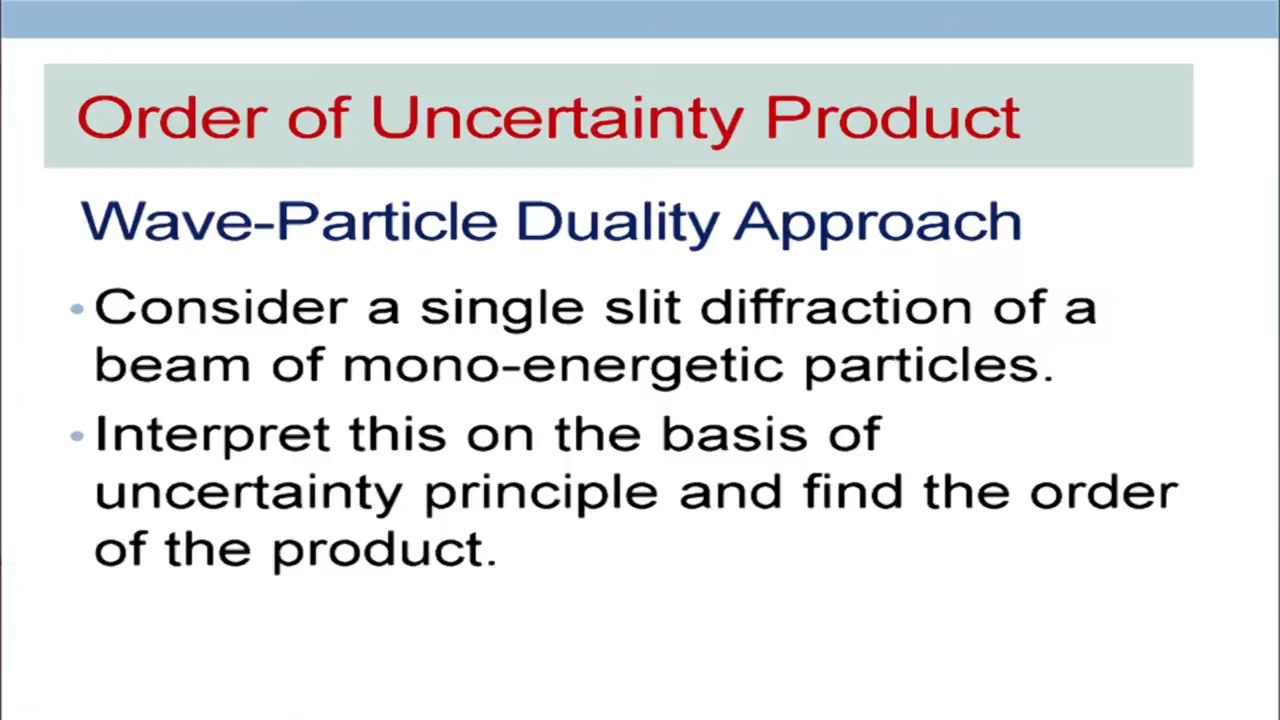 Order of Uncertainty Product
Wave-Particle Duality Approach
• Consider a single slit diffraction of a
beam of mono-energetic particles.
• Interpret this on the basis of
uncertainty principle and find the order
of the product.